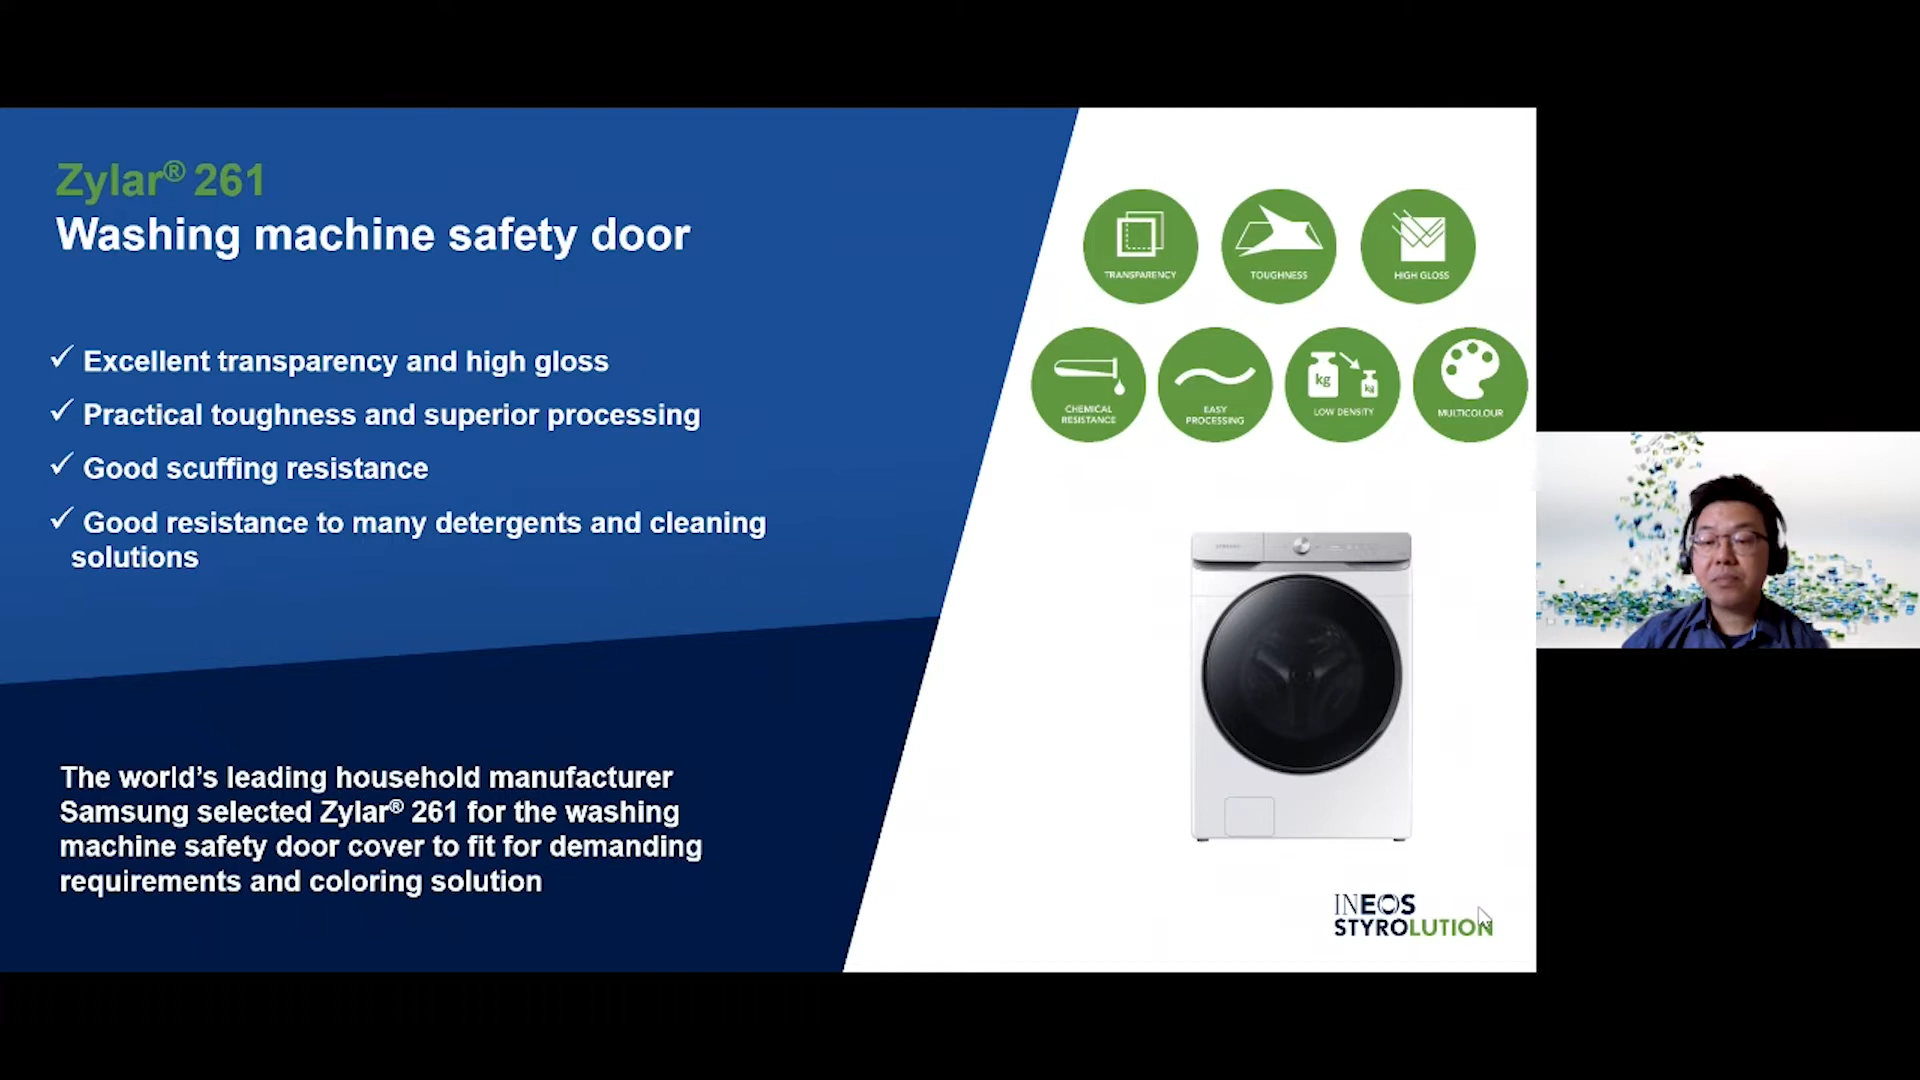 Zylar® 261
Washing machine safety door
✓ Excellent transparency and high gloss
✓ Practical toughness and superior processing
✓ Good scuffing resistance
✓ Good resistance to many detergents and cleaning
solutions
The world’s leading household manufacturer
Samsung selected Zylar® 261 for the washing
machine safety door cover to fit for demanding
requirements and coloring solution
TRANSPARENCY
TOUGHNESS
HIGH GLOSS
CHEMICAL
RESISTANCE
EASY
PROCESSING
kg
kg
LOW DENSITY
MULTICOLOUR
SAMSUNG
INEOS
STYROLUTION